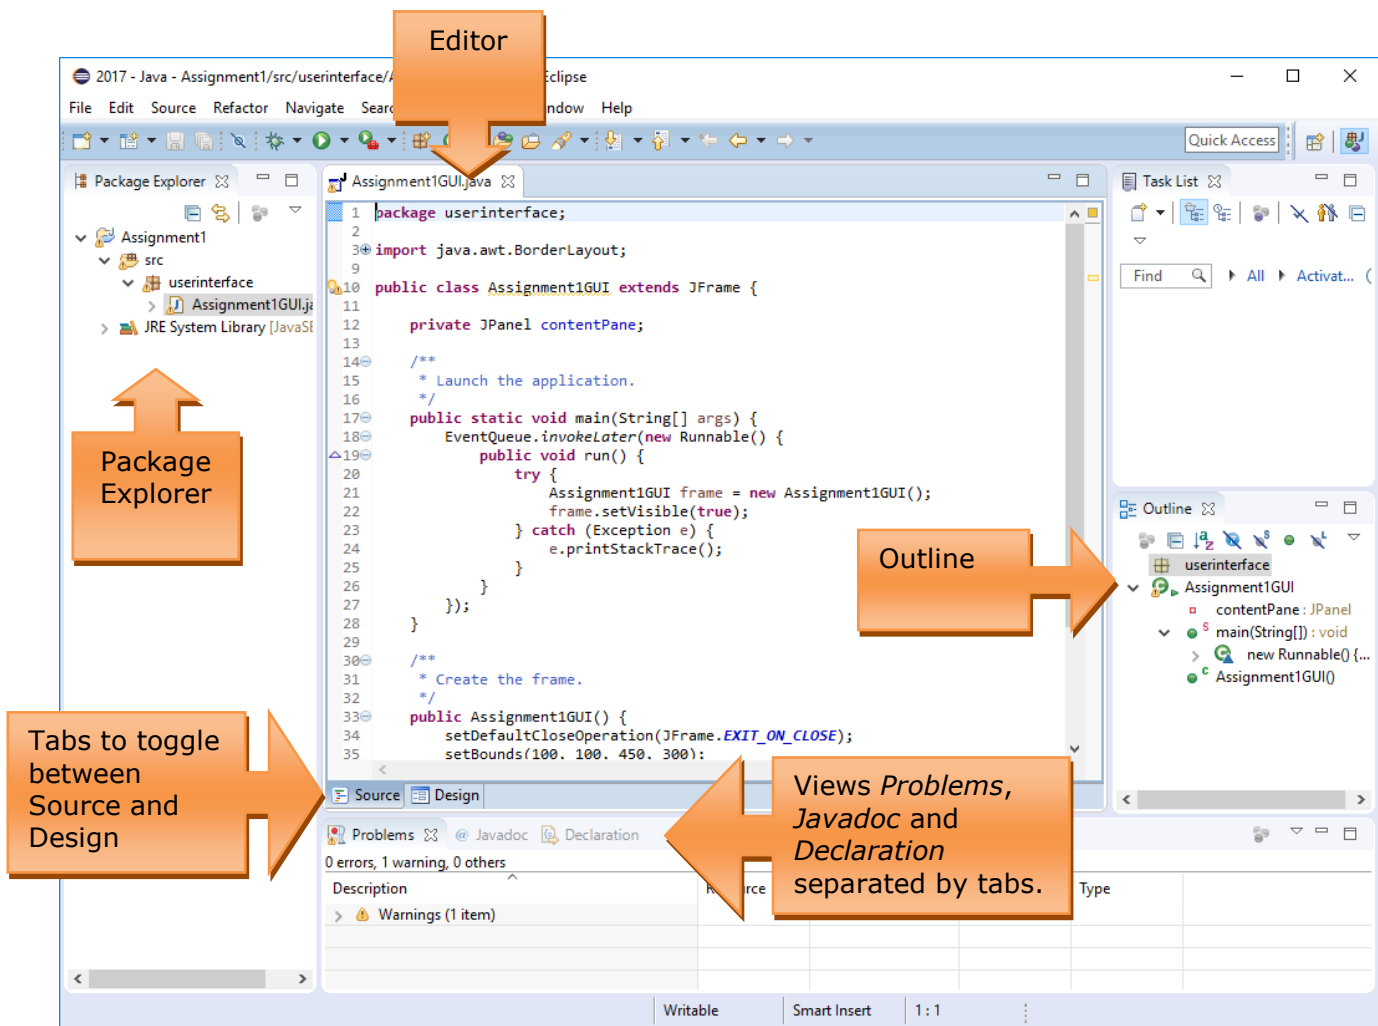 Editor
2017 - Java - Assignment1/src/userinterface/
Eclipse
File Edit Source Refactor Navigate Sear
ndow Help
Quick Access
Package Explorer
Assignment1
src
userinterface
Assignment1GUI.ja
JRE System Library [JavaSE
Package
Explorer
Assignment1GUI.java
1 package userinterface;
2
3 import java.awt.BorderLayout;
9
10 public class Assignment1GUI extends JFrame {
11
12 private JPanel contentPane;
13
14 /**
15 * Launch the application.
16 */
17 public static void main(String[] args) {
18 EventQueue.invokeLater(new Runnable() {
19 public void run() {
20 try {
21 Assignment1GUI frame = new Assignment1GUI();
22 frame.setVisible(true);
23 } catch (Exception e) {
24 e.printStackTrace();
25 }
26 }
27 });
28 }
29
30 /**
31 * Create the frame.
32 */
33 public Assignment1GUI() {
34 setDefaultCloseOperation(JFrame.EXIT_ON_CLOSE);
35 setBounds(100, 100, 450, 300);
Source Design
Task List
Find All Activat...
Outline
Outline
userinterface
Assignment1GUI
contentPane : JPanel
main(String[]) : void
new Runnable() {...
Assignment1GUI()
Tabs to toggle
between
Source and
Design
Views Problems,
Javadoc and
Declaration
separated by tabs.
Problems @ Javadoc Declaration
0 errors, 1 warning, 0 others
Description Type
Warnings (1 item)
Writable Smart Insert 1 : 1